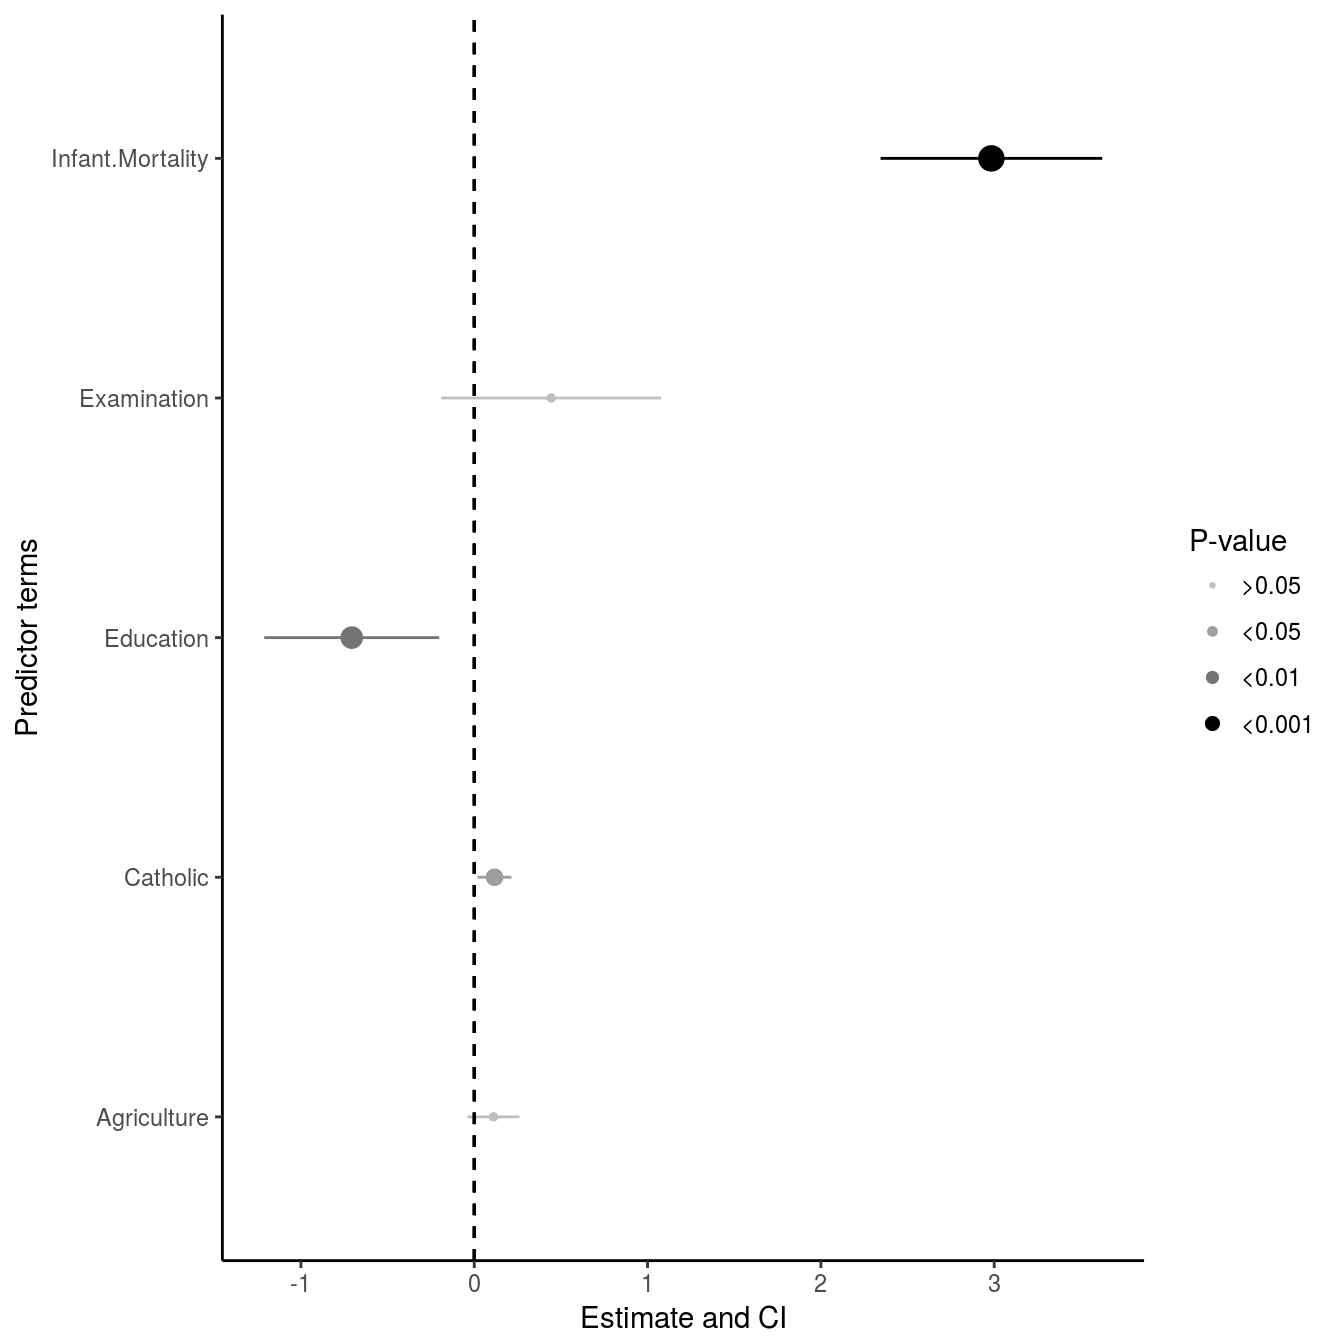 Infant.Mortality
Examination
Education
Catholic
Agriculture
Predictor terms
-1 0 1 2 3
Estimate and CI
P-value
>0.05
<0.05
<0.01
<0.001